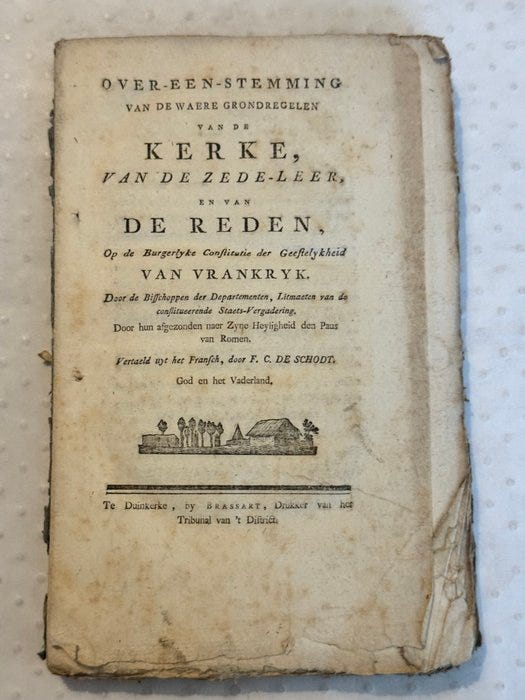 OVER-EEN-STEMMING
VAN DE WAERE GRONDREGELEN
VAN DE
KERKE,
VAN DE ZEDE-LEER,
EN VAN
DE REDEN,
Op de Burgerlyke Constitutie der Geestelykheid
VAN VRANKRYK.
Door de Bisschoppen der Departementen, Litmaeten van de
constitueerende Staets-Vergadering.
Door hun afgezonden naer Zyne Heyligheid den Paus
van Romen.
Vertaeld uyt het Fransch, door F. C. DE SCHODT.
God en het Vaderland.
Te Duinkerke, by BRASSART, Drukker van het
Tribunal van 't District.